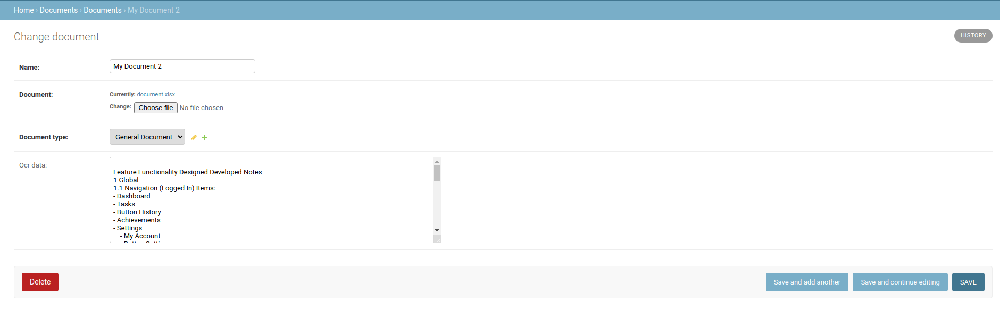 Home › Documents › Documents › My Document 2
Change document
HISTORY
Name:
My Document 2
Document:
Currently: document.xlsx
Change: Choose file No file chosen
Document type:
General Document
Ocr data:
Feature Functionality Designed Developed Notes
1 Global
1.1 Navigation (Logged In) Items:
- Dashboard
- Tasks
- Button History
- Achievements
- Settings
- My Account
Delete
Save and add another
Save and continue editing
SAVE